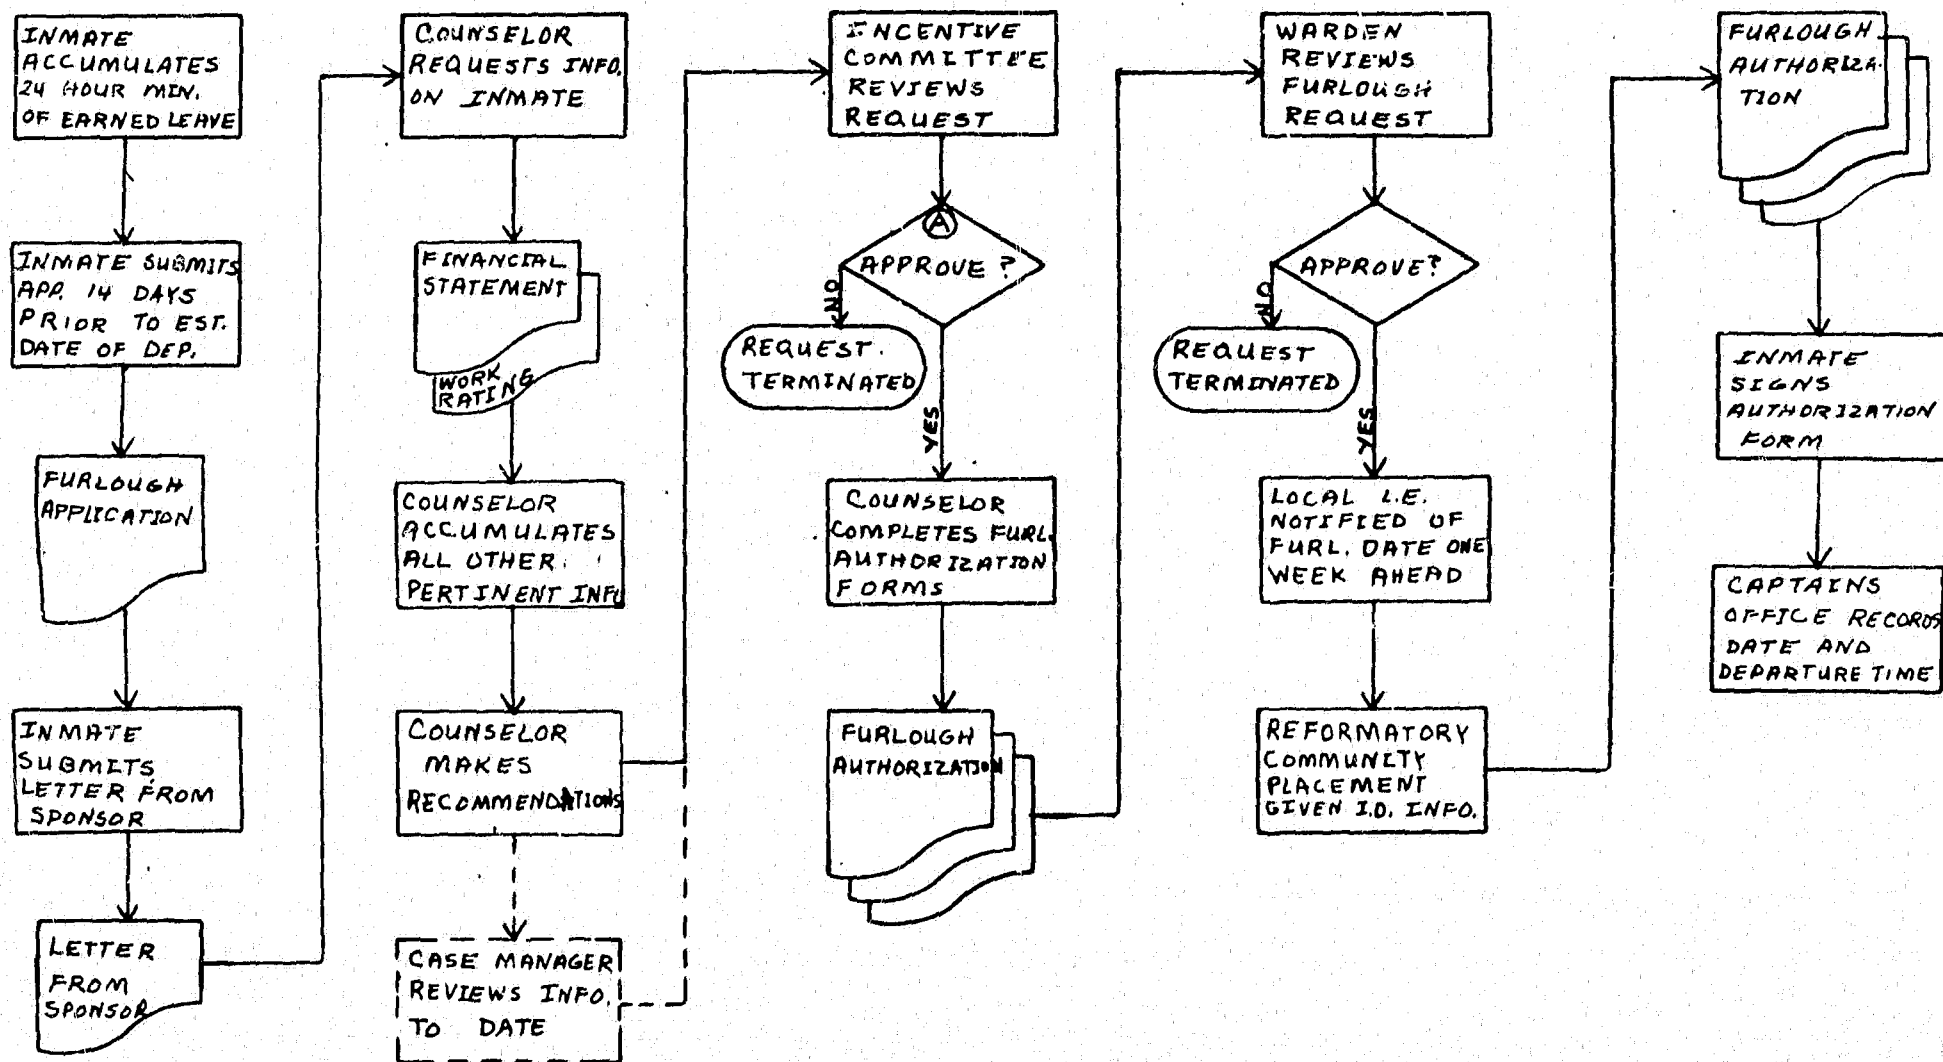 INMATE
ACCUMULATES
24 HOUR MIN.
OF EARNED LEAVE
INMATE SUBMITS
APP. 14 DAYS
PRIOR TO EST.
DATE OF DEP.
FURLOUGH
APPLICATION
INMATE
SUBMITS
LETTER FROM
SPONSOR
LETTER
FROM
SPONSOR
COUNSELOR
REQUESTS INFO.
ON INMATE
FINANCIAL
STATEMENT
WORK
RATING
COUNSELOR
ACCUMULATES
ALL OTHER
PERTINENT INFO
COUNSELOR
MAKES
RECOMMENDATIONS
CASE MANAGER
REVIEWS INFO.
TO DATE
INCENTIVE
COMMITTEE
REVIEWS
REQUEST
A
APPROVE?
NO
REQUEST.
TERMINATED
YES
COUNSELOR
COMPLETES FURL.
AUTHORIZATION
FORMS
FURLOUGH
AUTHORIZATION
WARDEN
REVIEWS
FURLOUGH
REQUEST
APPROVE?
NO
REQUEST
TERMINATED
YES
LOCAL L.E.
NOTIFIED OF
FURL. DATE ONE
WEEK AHEAD
REFORMATORY
COMMUNITY
PLACEMENT
GIVEN I.D. INFO.
FURLOUGH
AUTHORIZA-
TION
INMATE
SIGNS
AUTHORIZATION
FORM
CAPTAINS
OFFICE RECORDS
DATE AND
DEPARTURE TIME